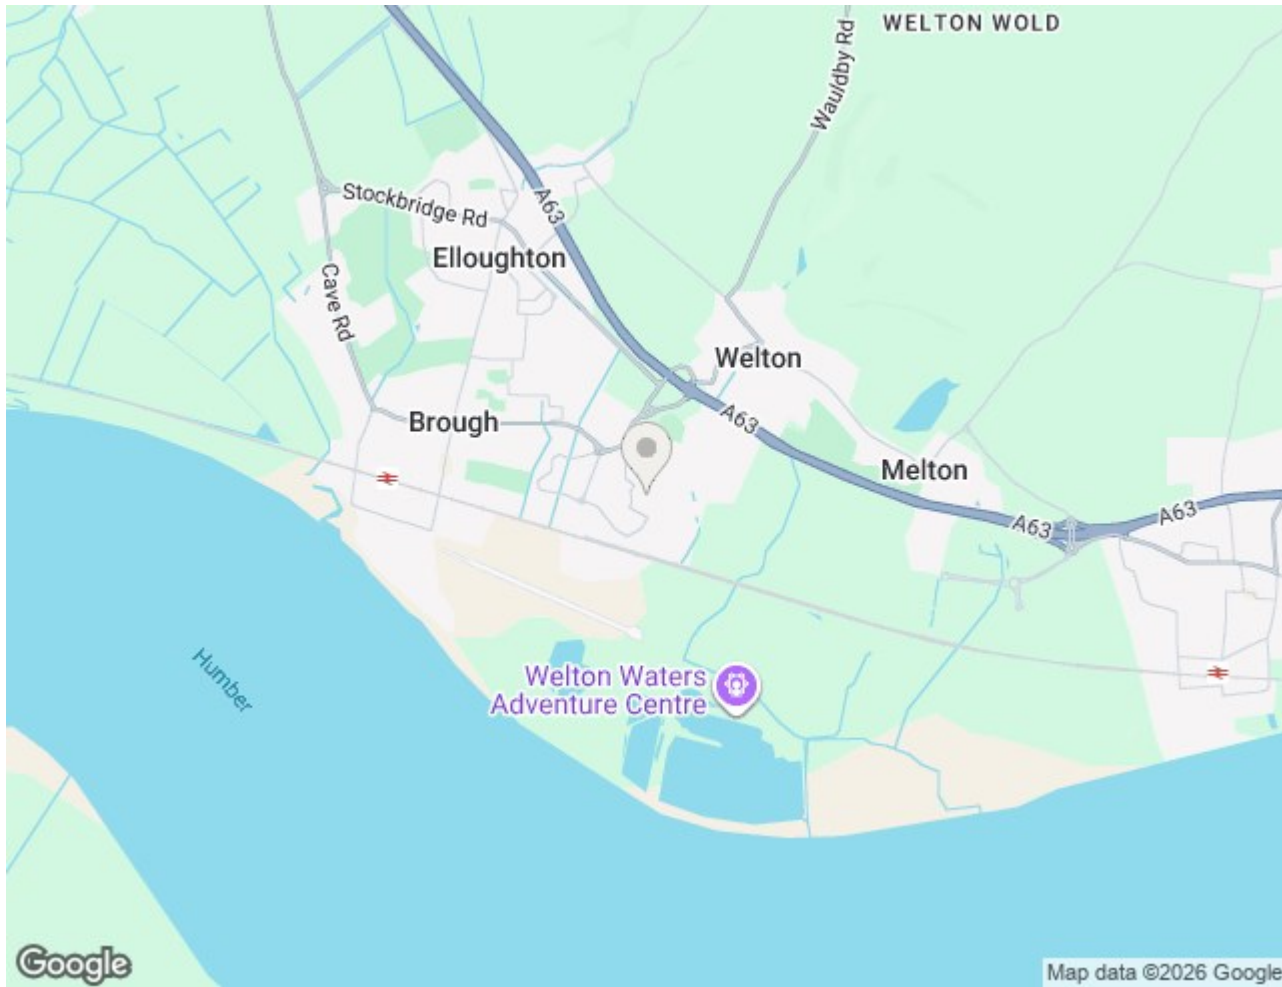 WELTON WOLD
Wauldby Rd
Stockbridge Rd
A63
Elloughton
Cave Rd
Welton
A63
Brough
Melton
A63
A63
Welton Waters
Adventure Centre
Humber
Google
Map data ©2026 Google